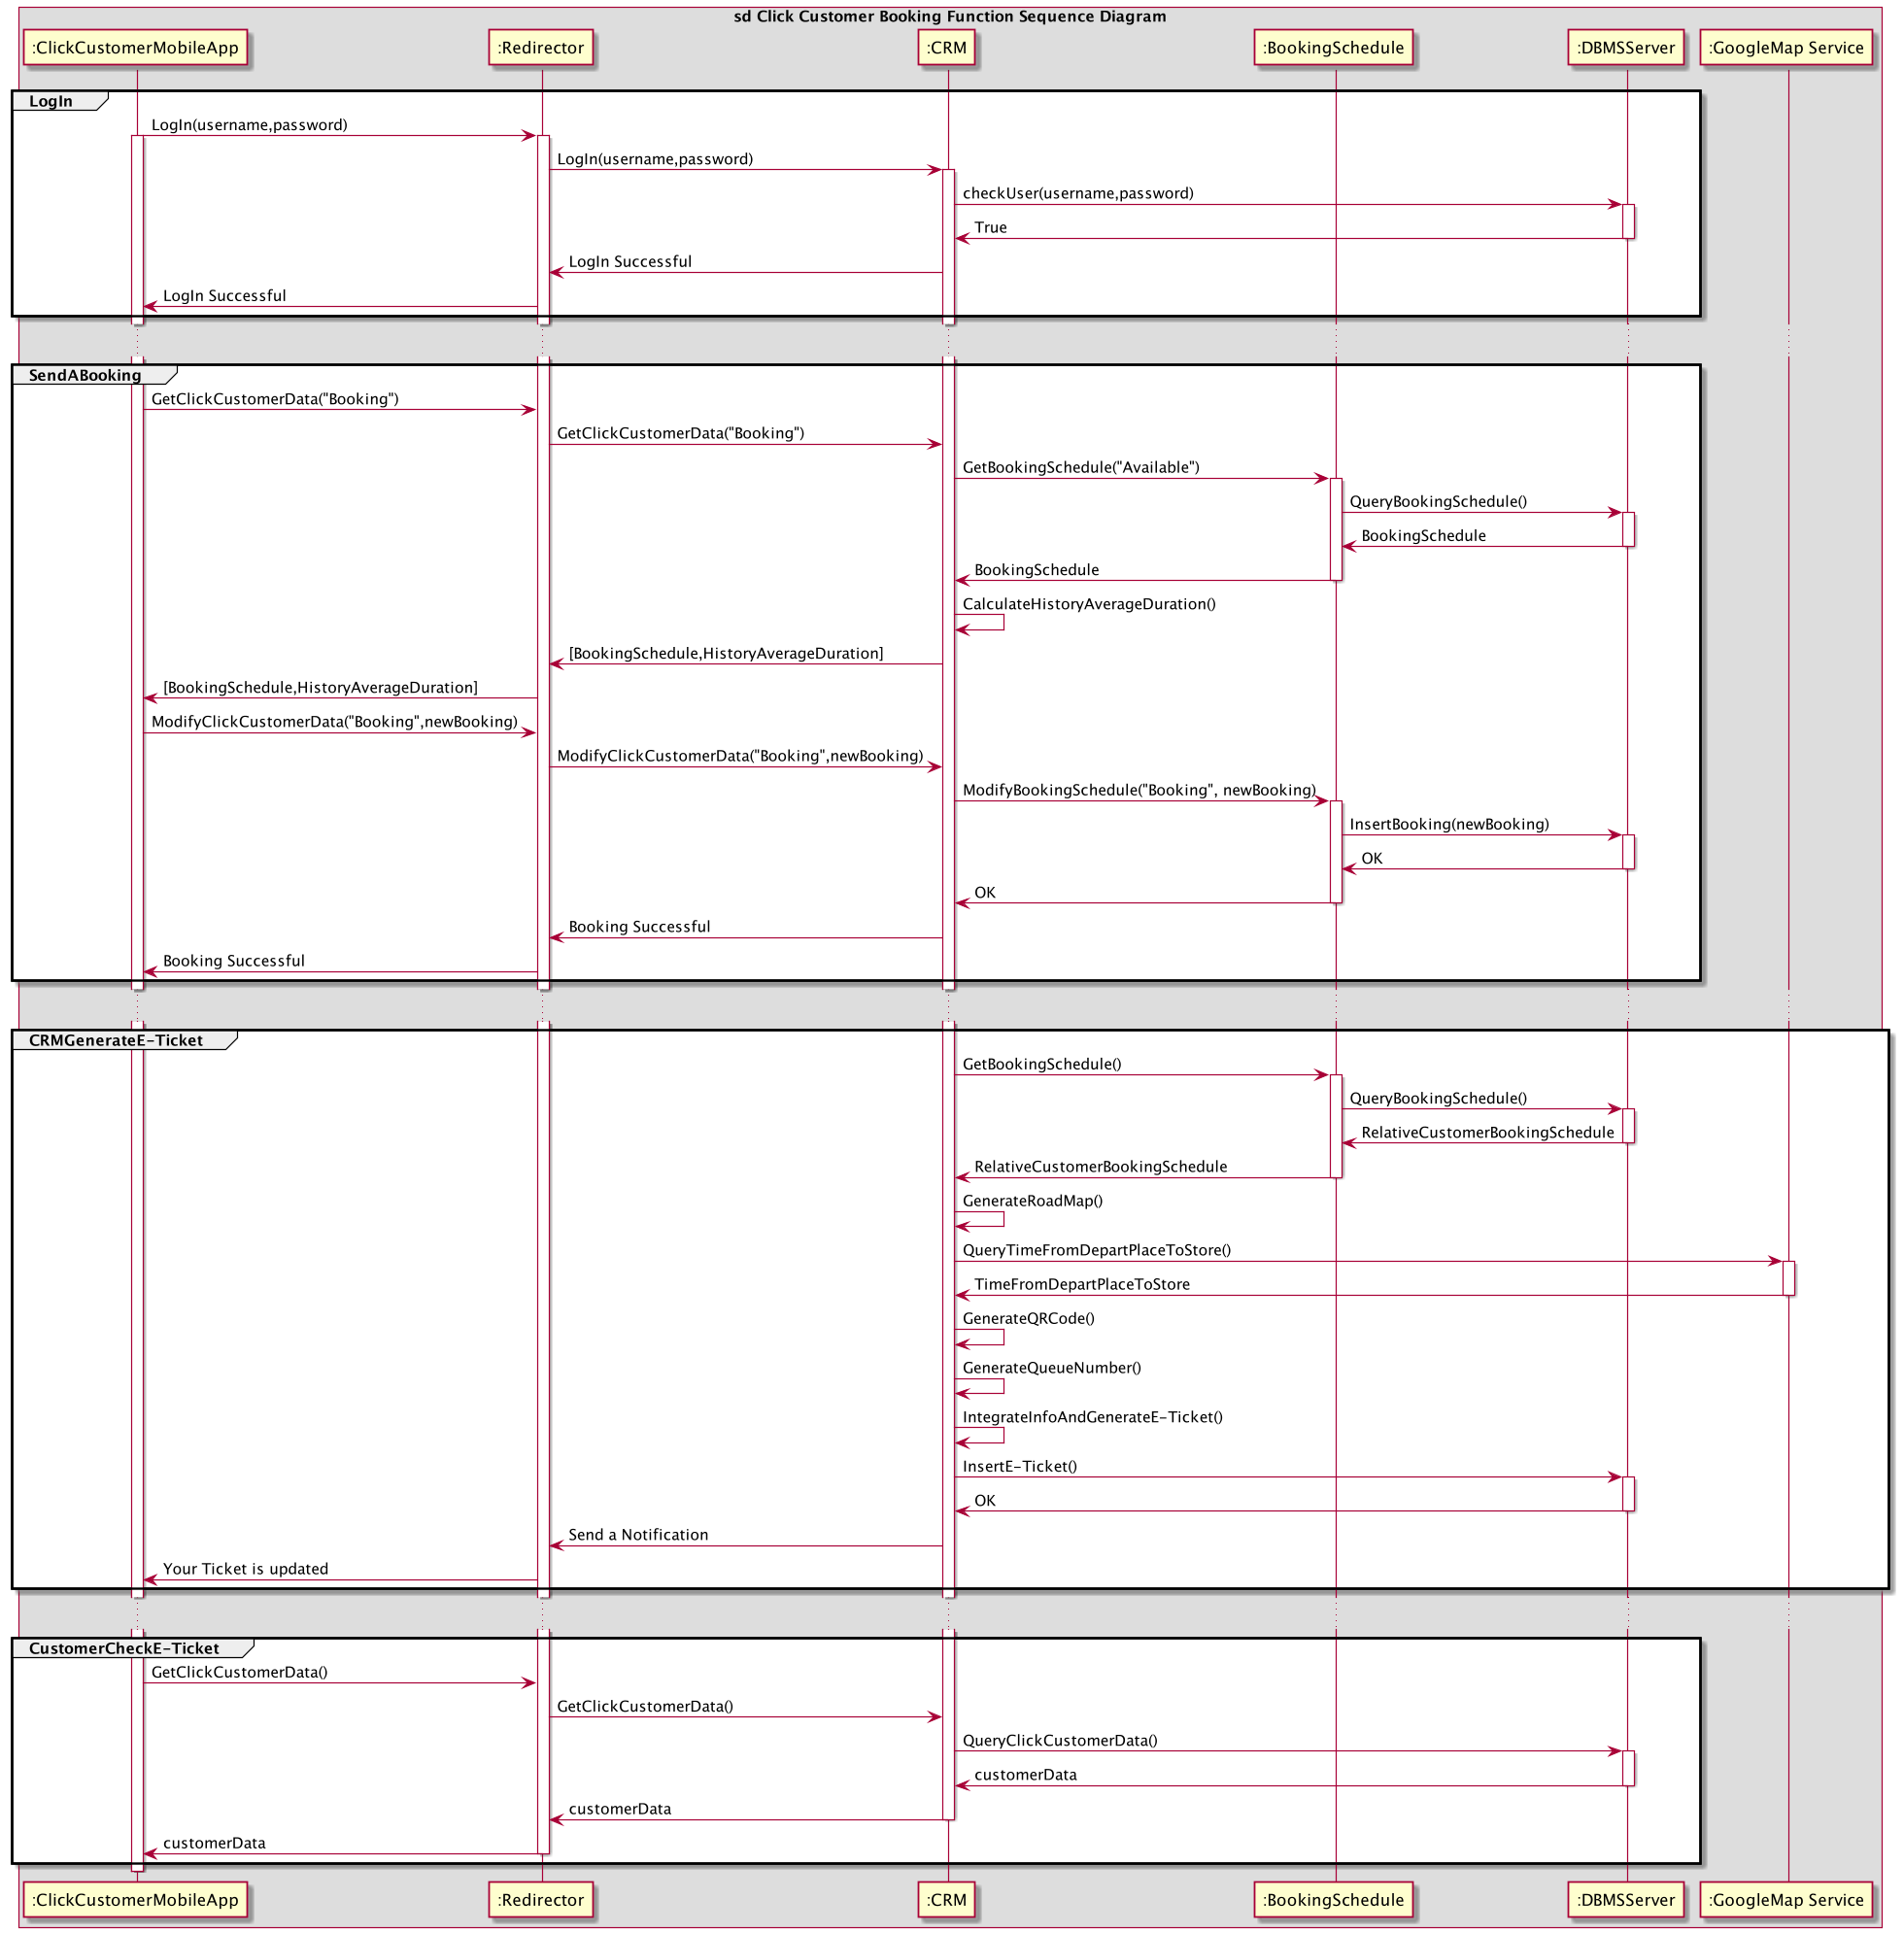 sd Click Customer Booking Function Sequence Diagram
:ClickCustomerMobileApp :Redirector :CRM :BookingSchedule :DBMSServer :GoogleMap Service
LogIn
LogIn(username,password)
LogIn(username,password)
checkUser(username,password)
True
LogIn Successful
LogIn Successful
SendABooking
GetClickCustomerData("Booking")
GetClickCustomerData("Booking")
GetBookingSchedule("Available")
QueryBookingSchedule()
BookingSchedule
BookingSchedule
CalculateHistoryAverageDuration()
[BookingSchedule,HistoryAverageDuration]
[BookingSchedule,HistoryAverageDuration]
ModifyClickCustomerData("Booking",newBooking)
ModifyClickCustomerData("Booking",newBooking)
ModifyBookingSchedule("Booking", newBooking)
InsertBooking(newBooking)
OK
OK
Booking Successful
Booking Successful
CRMGenerateE-Ticket
GetBookingSchedule()
QueryBookingSchedule()
RelativeCustomerBookingSchedule
RelativeCustomerBookingSchedule
GenerateRoadMap()
QueryTimeFromDepartPlaceToStore()
TimeFromDepartPlaceToStore
GenerateQRCode()
GenerateQueueNumber()
IntegrateInfoAndGenerateE-Ticket()
InsertE-Ticket()
OK
Send a Notification
Your Ticket is updated
CustomerCheckE-Ticket
GetClickCustomerData()
GetClickCustomerData()
QueryClickCustomerData()
customerData
customerData
customerData
:ClickCustomerMobileApp :Redirector :CRM :BookingSchedule :DBMSServer :GoogleMap Service